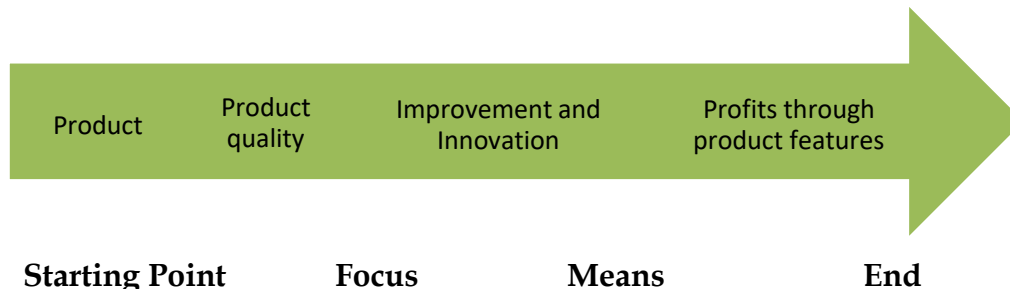 Product
Product
quality
Improvement and
Innovation
Profits through
product features
Starting Point Focus Means End